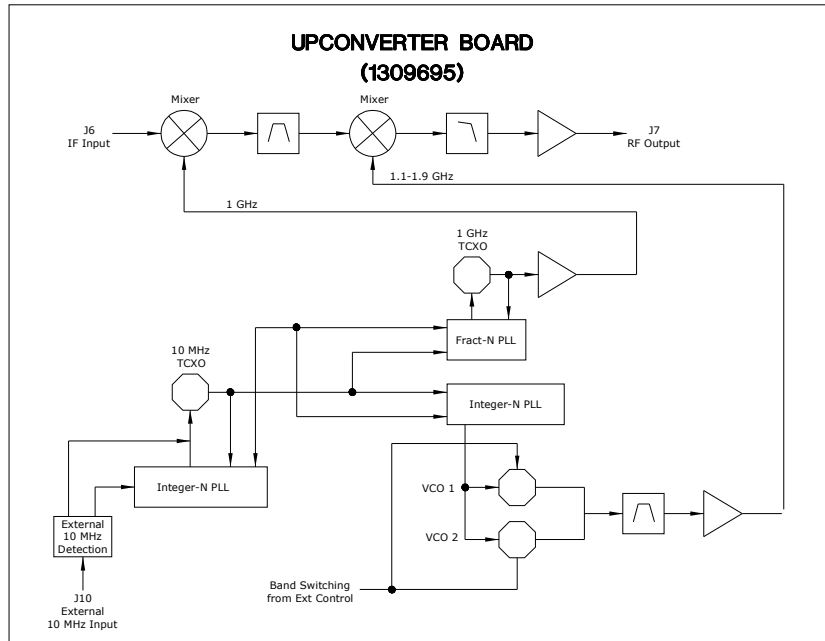 UPCONVERTER BOARD
(1309695)
Mixer
Mixer
J6
IF Input
J7
RF Output
1.1-1.9 GHz
1 GHz
1 GHz
TCXO
Fract-N PLL
10 MHz
TCXO
Integer-N PLL
Integer-N PLL
VCO 1
VCO 2
External
10 MHz
Detection
Band Switching
from Ext Control
J10
External
10 MHz Input